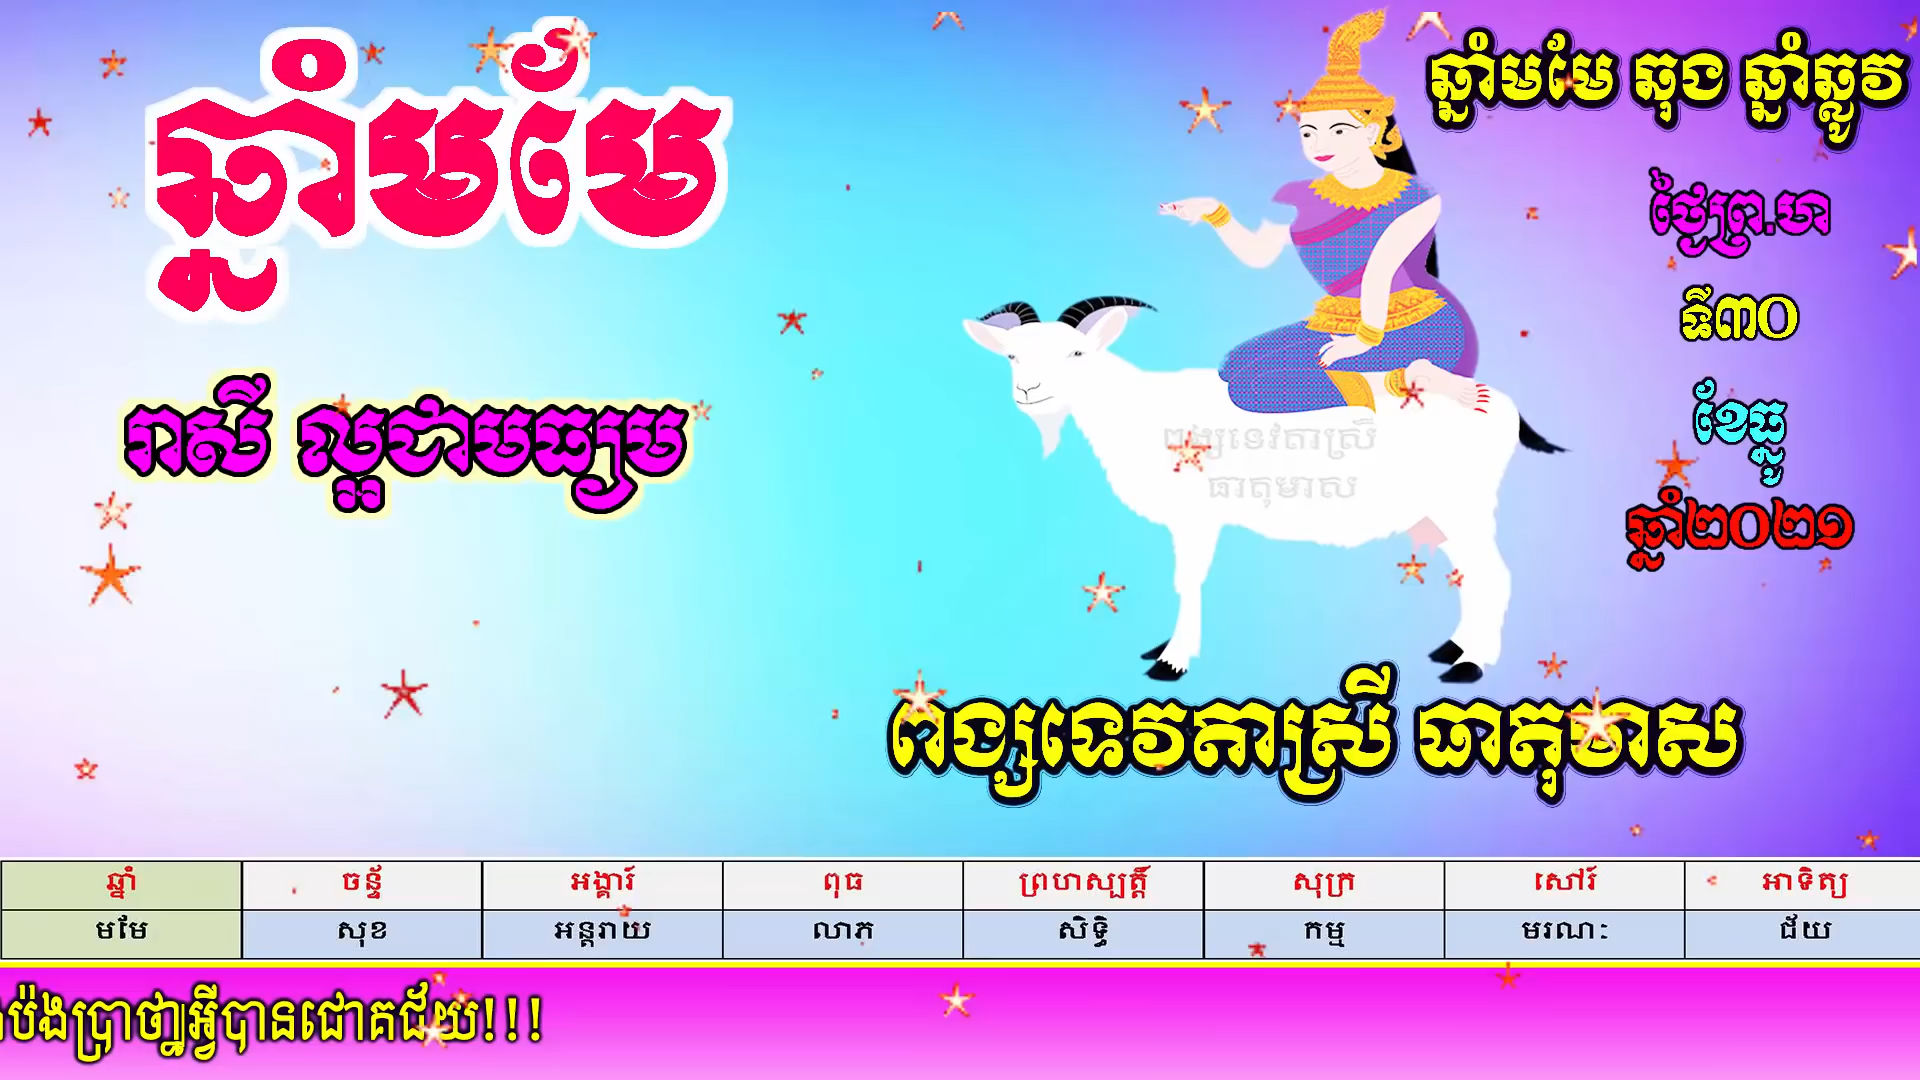 ឆ្នាំមមែ
រាសី ល្អជាមធ្យម
ឆ្នាំមមែ ឆុង ឆ្នាំឆ្លូវ
ថ្ងៃព្រ.ហ
ទី៣០
ខែធ្នូ
ឆ្នាំ២០២១
ពង្សទេវតាស្រី
ធាតុមាស
ពង្សទេវតាស្រី ធាតុមាស
ឆ្នាំ ចន្ទ័ អង្គារ៍ ពុធ ព្រហស្បត្តិ៍ សុក្រ សៅរ៍ អាទិត្យ
មមែ សុខ អន្តរាយ លាភ សិទ្ធិ កម្ម មរណៈ ជ័យ
ប៉ងប្រាថ្នាអ្វីបានជោគជ័យ!!!